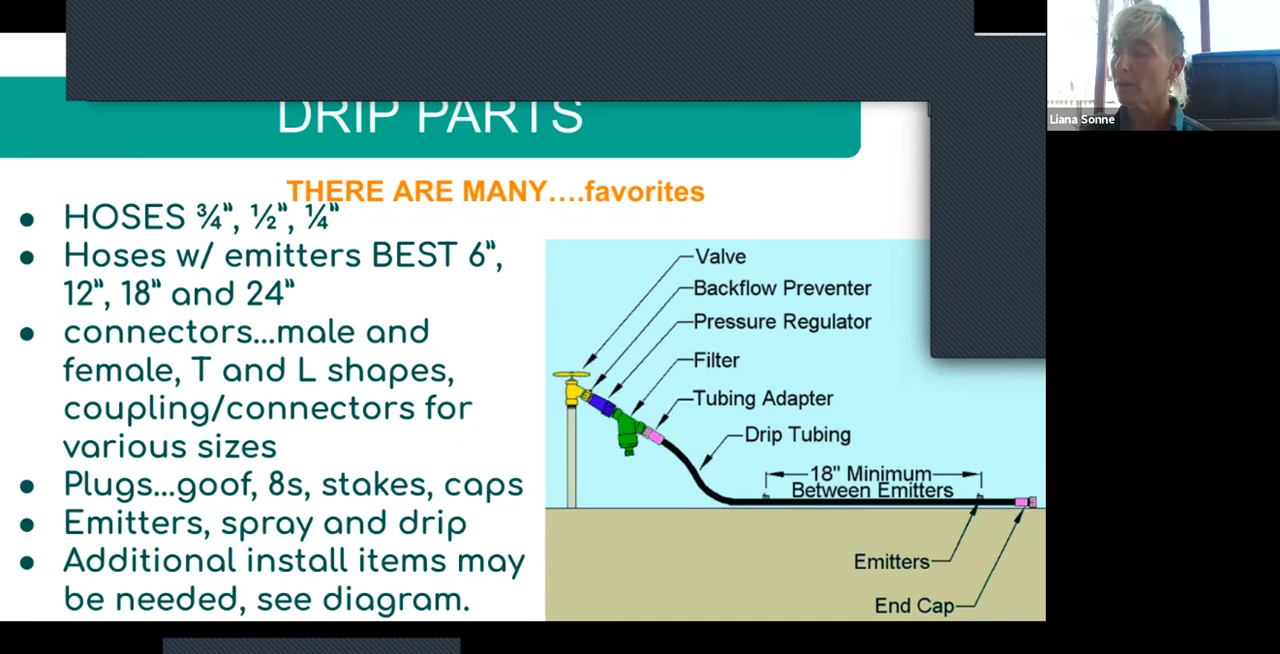 DRIP PARTS
THERE ARE MANY....favorites
● HOSES ¾", ½", ¼"
● Hoses w/ emitters BEST 6",
12", 18" and 24"
● connectors...male and
female, T and L shapes,
coupling/connectors for
various sizes
● Plugs...goof, 8s, stakes, caps
● Emitters, spray and drip
● Additional install items may
be needed, see diagram.
Valve
Backflow Preventer
Pressure Regulator
Filter
Tubing Adapter
Drip Tubing
18" Minimum
Between Emitters
Emitters
End Cap
Liana Sonne